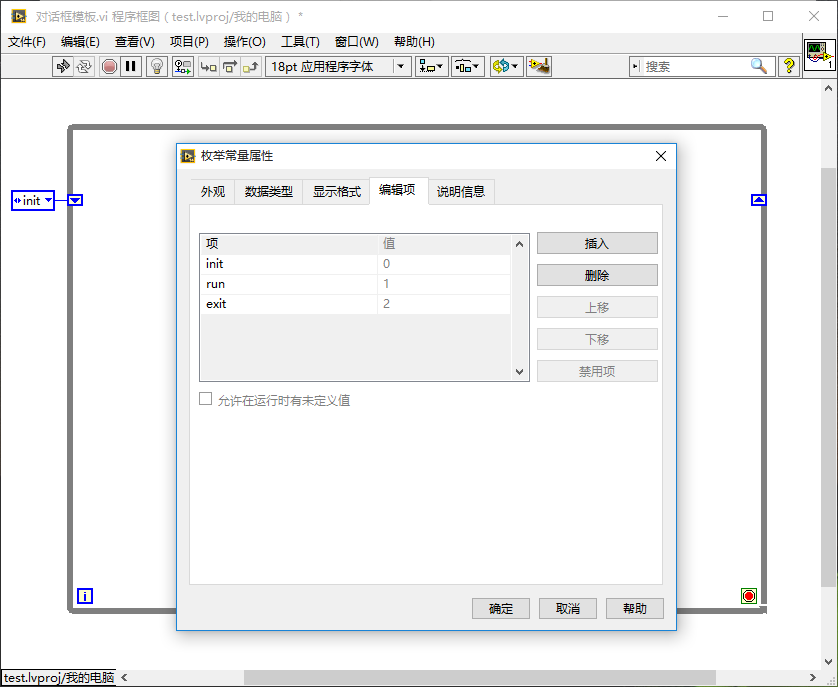 对话框模板.vi 程序框图（test.lvproj/我的电脑） *
文件(F) 编辑(E) 查看(V) 项目(P) 操作(O) 工具(T) 窗口(W) 帮助(H)
18pt 应用程序字体
搜索
?
1
枚举常量属性
外观 数据类型 显示格式 编辑项 说明信息
init
项 值
init 0
run 1
exit 2
插入
删除
上移
下移
禁用项
允许在运行时有未定义值
i
确定 取消 帮助
test.lvproj/我的电脑